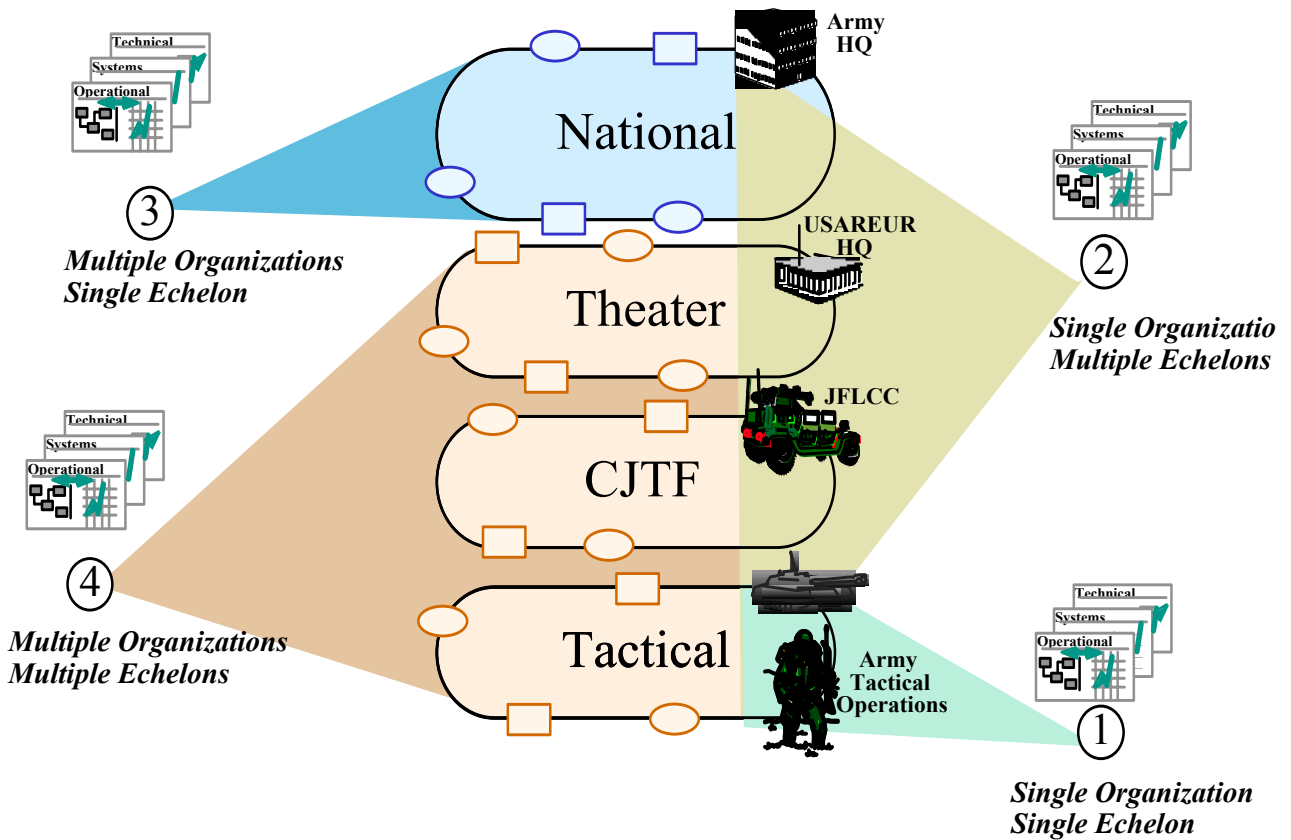 Technical
Systems
Operational
3
Multiple Organizations
Single Echelon
Army
HQ
National
Technical
Systems
Operational
2
Single Organizatio
Multiple Echelons
USAREUR
HQ
Theater
JFLCC
CJTF
Technical
Systems
Operational
4
Multiple Organizations
Multiple Echelons
Tactical
Army
Tactical
Operations
Technical
Systems
Operational
1
Single Organization
Single Echelon